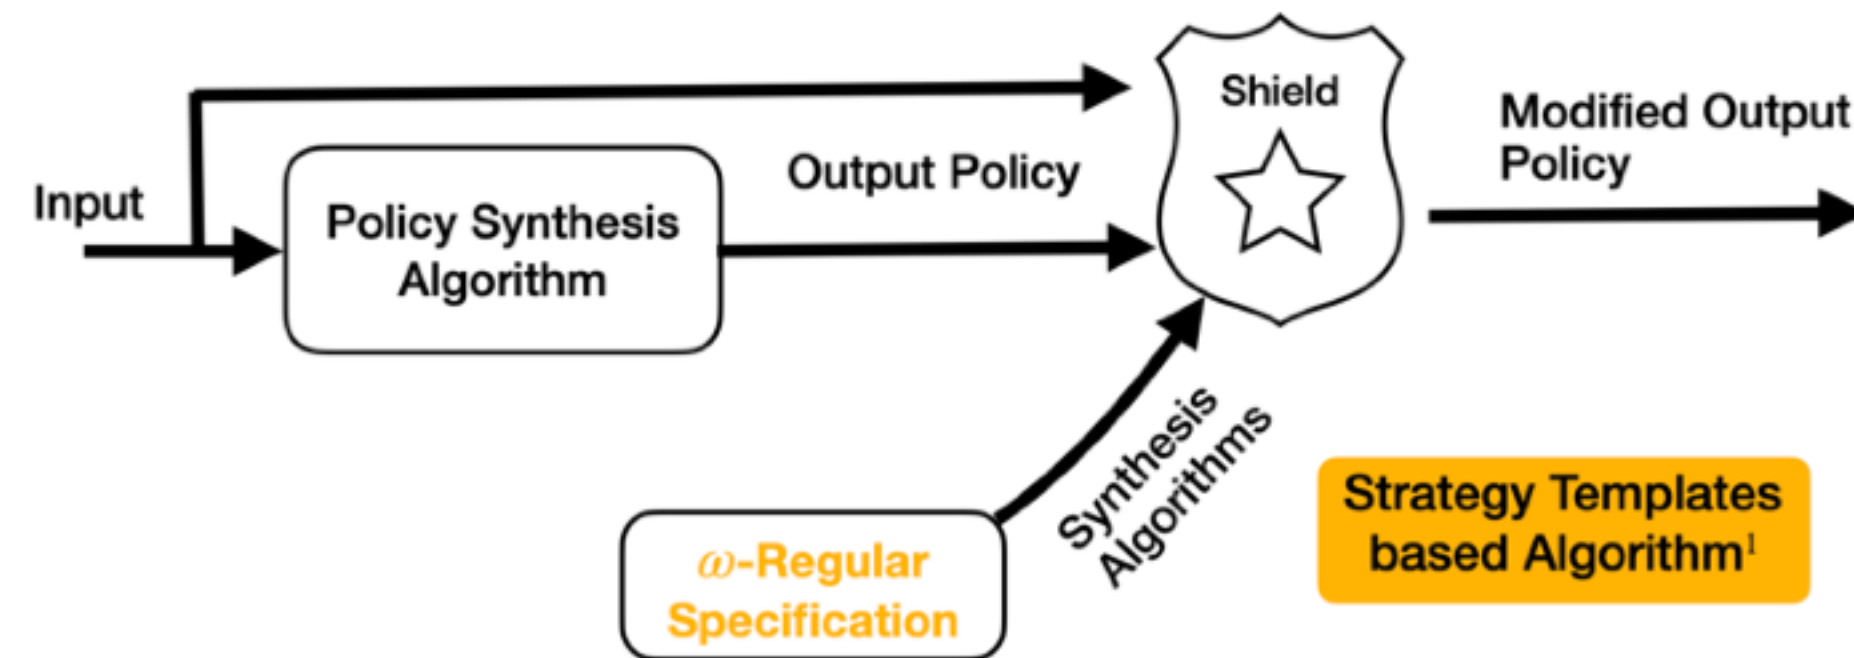 Shield
Modified Output
Policy
Output Policy
Input
Policy Synthesis
Algorithm
Synthesis
Algorithms
Strategy Templates
based Algorithm¹
ω-Regular
Specification